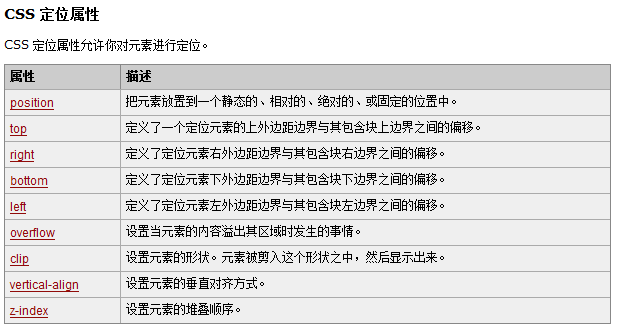 CSS 定位属性
CSS 定位属性允许你对元素进行定位。
属性 描述
position 把元素放置到一个静态的、相对的、绝对的、或固定的位置中。
top 定义了一个定位元素的上外边距边界与其包含块上边界之间的偏移。
right 定义了定位元素右外边距边界与其包含块右边界之间的偏移。
bottom 定义了定位元素下外边距边界与其包含块下边界之间的偏移。
left 定义了定位元素左外边距边界与其包含块左边界之间的偏移。
overflow 设置当元素的内容溢出其区域时发生的事情。
clip 设置元素的形状。元素被剪入这个形状之中，然后显示出来。
vertical-align 设置元素的垂直对齐方式。
z-index 设置元素的堆叠顺序。